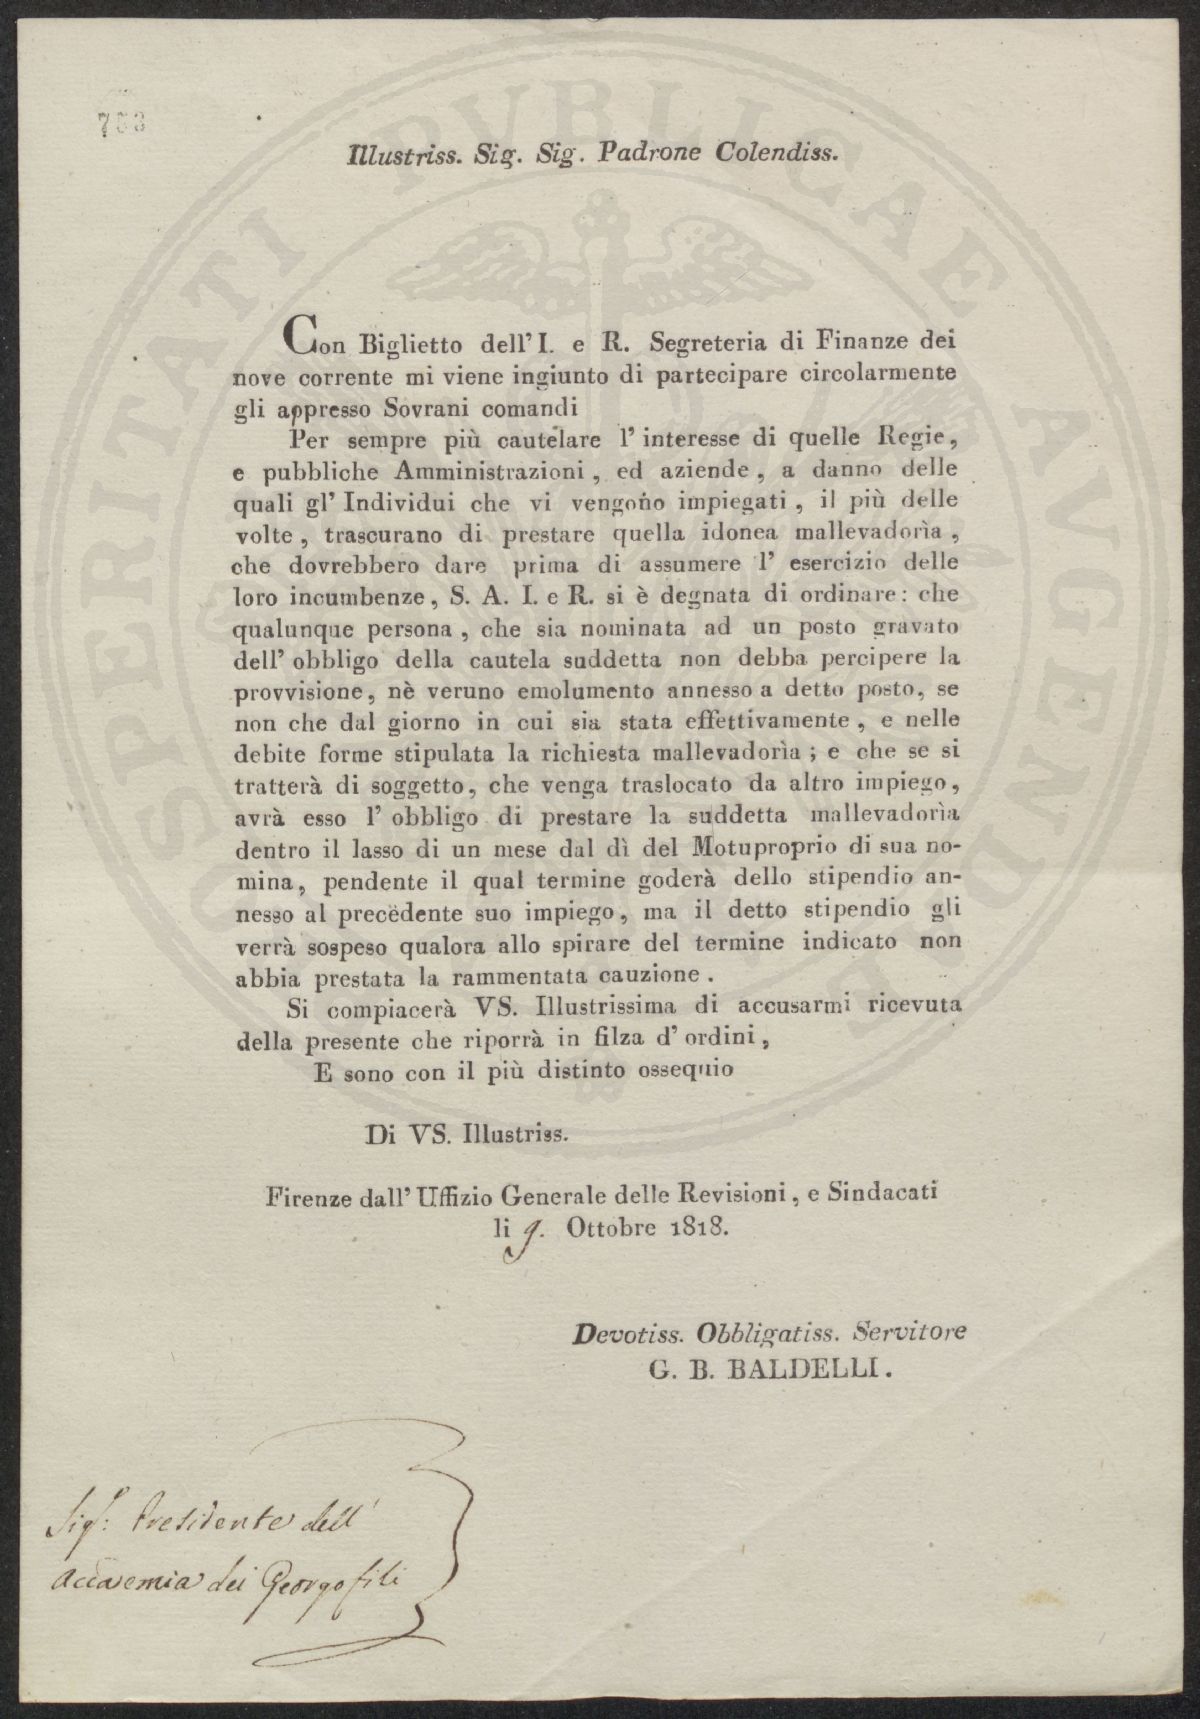 753
Illustriss. Sig. Sig. Padrone Colendiss.
Con Biglietto dell' I. e R. Segreteria di Finanze dei
nove corrente mi viene ingiunto di partecipare circolarmente
gli appresso Sovrani comandi
Per sempre più cautelare l' interesse di quelle Regie,
e pubbliche Amministrazioni, ed aziende, a danno delle
quali gl' Individui che vi vengono impiegati, il più delle
volte, trascurano di prestare quella idonea mallevadorìa,
che dovrebbero dare prima di assumere l' esercizio delle
loro incumbenze, S. A. I. e R. si è degnata di ordinare: che
qualunque persona, che sia nominata ad un posto gravato
dell' obbligo della cautela suddetta non debba percipere la
provvisione, nè veruno emolumento annesso a detto posto, se
non che dal giorno in cui sia stata effettivamente, e nelle
debite forme stipulata la richiesta mallevadorìa; e che se si
tratterà di soggetto, che venga traslocato da altro impiego,
avrà esso l' obbligo di prestare la suddetta mallevadorìa
dentro il lasso di un mese dal dì del Motuproprio di sua no-
mina, pendente il qual termine goderà dello stipendio an-
nesso al precedente suo impiego, ma il detto stipendio gli
verrà sospeso qualora allo spirare del termine indicato non
abbia prestata la rammentata cauzione.
Si compiacerà VS. Illustrissima di accusarmi ricevuta
della presente che riporrà in filza d' ordini,
E sono con il più distinto ossequio
Di VS. Illustriss.
Firenze dall' Uffizio Generale delle Revisioni, e Sindacati
li 9. Ottobre 1818.
Devotiss. Obbligatiss. Servitore
G. B. BALDELLI.
Sigr: Presidente dell'
Accademia dei Georgofili
PROSPERITATI PVBLICAE AVGENDAE